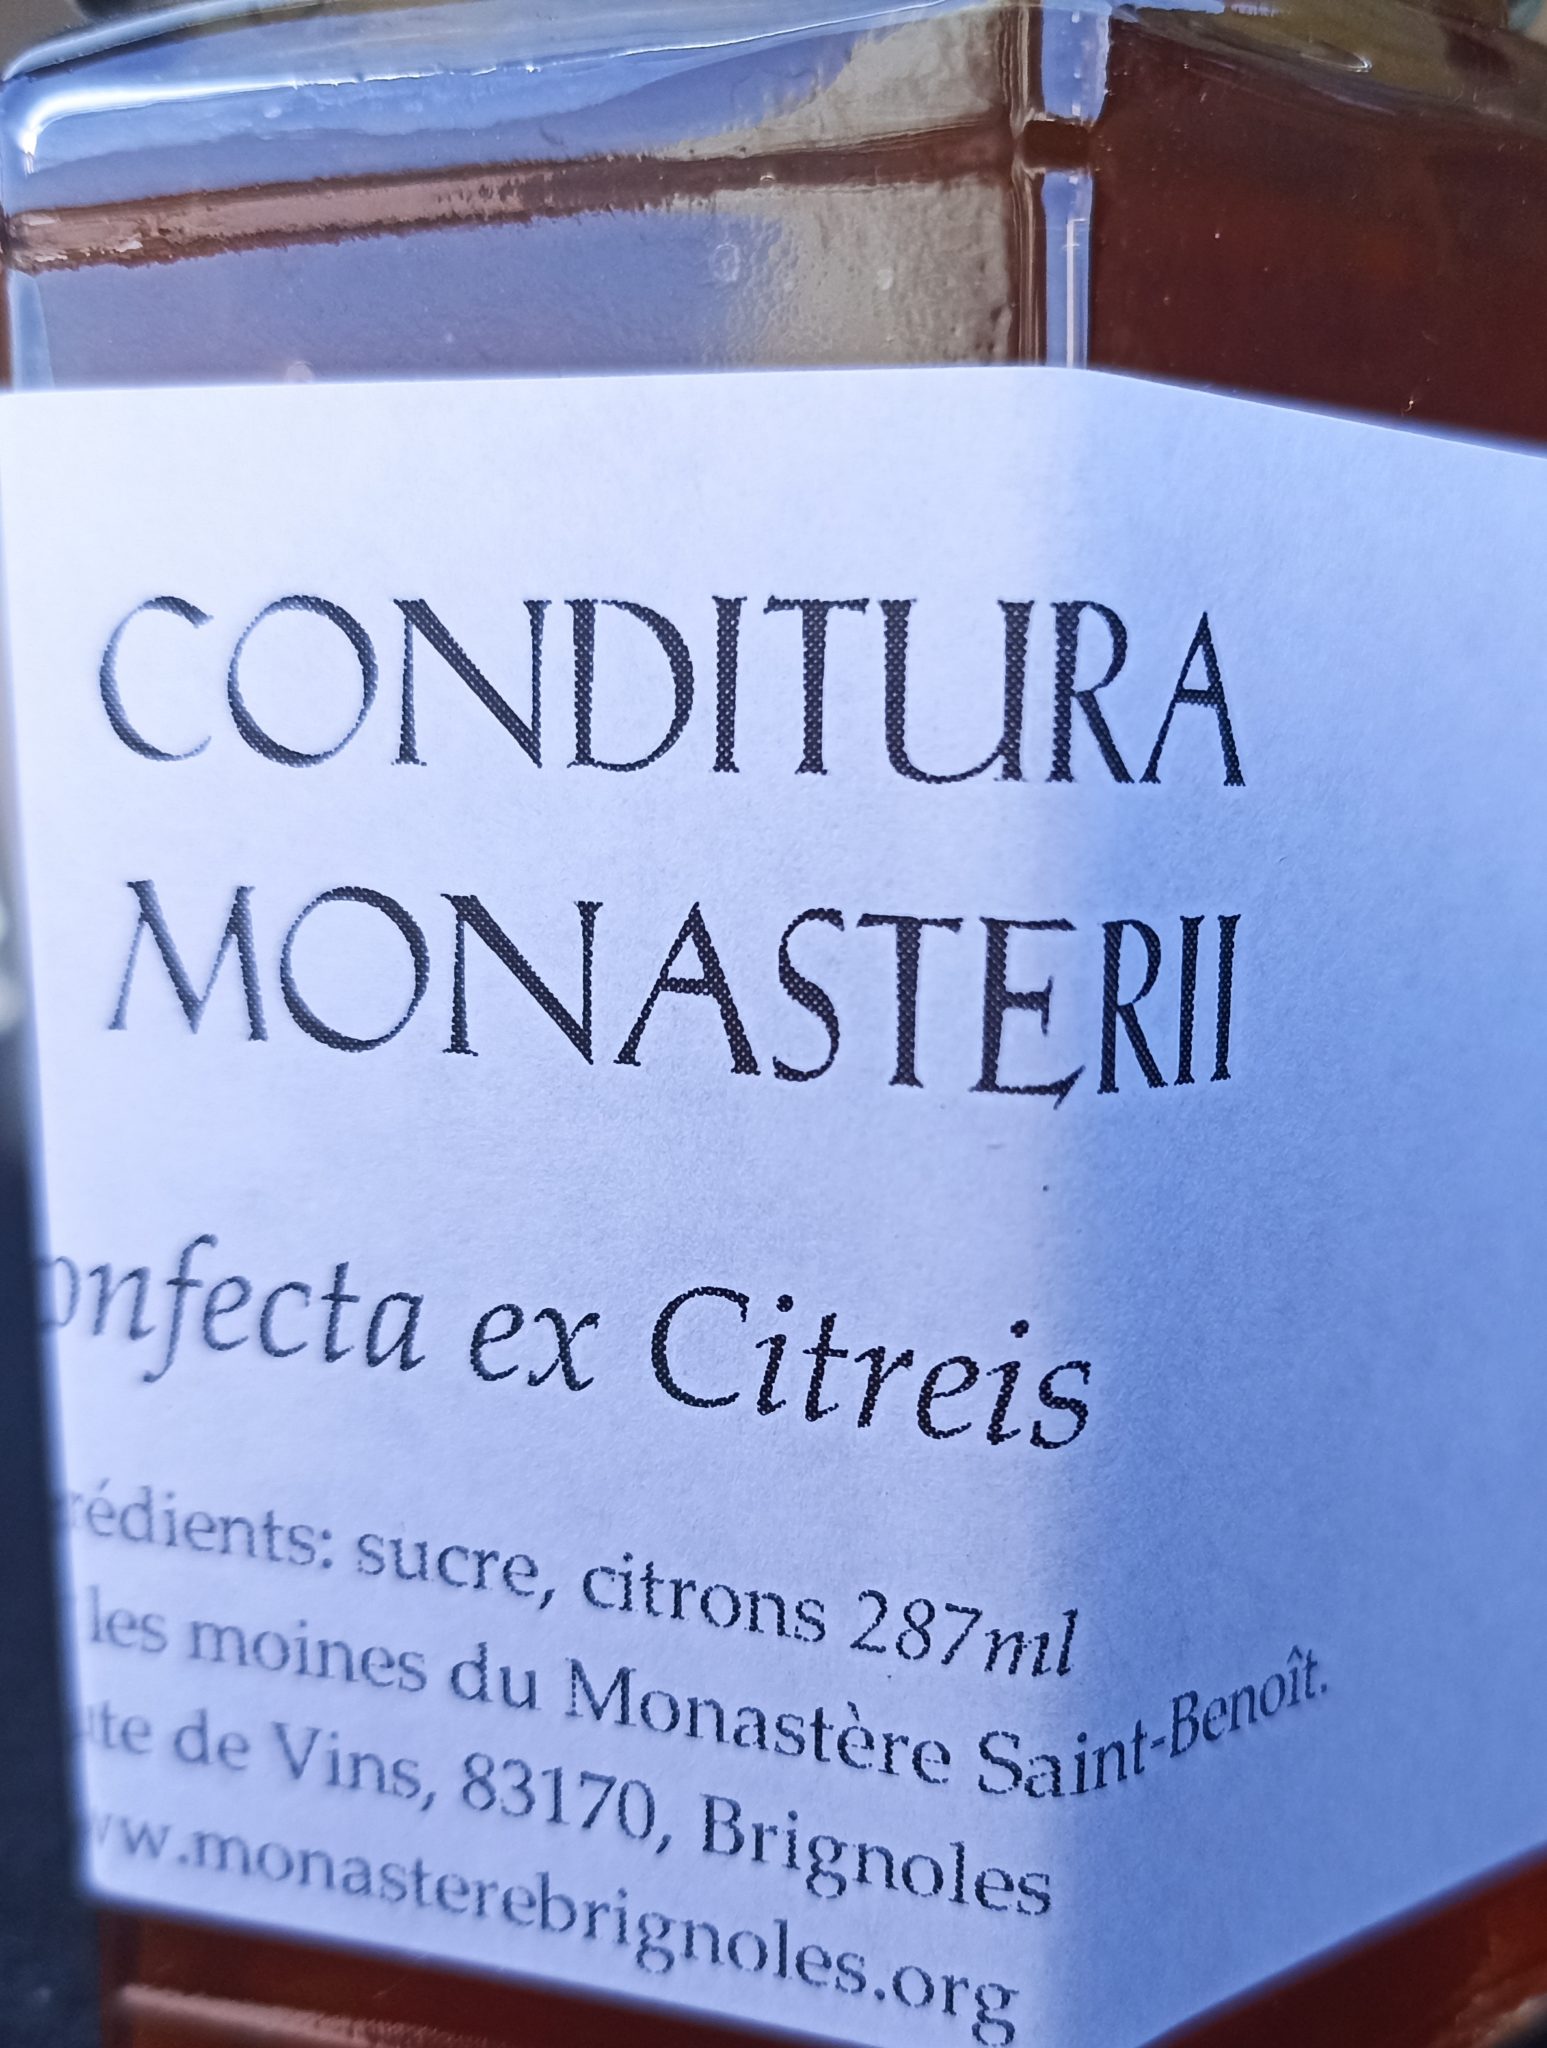 CONDITURA
MONASTERII
onfecta ex Citreis
rédients: sucre, citrons 287ml
les moines du Monastère Saint-Benoît.
ute de Vins, 83170, Brignoles
ww.monasterebrignoles.org